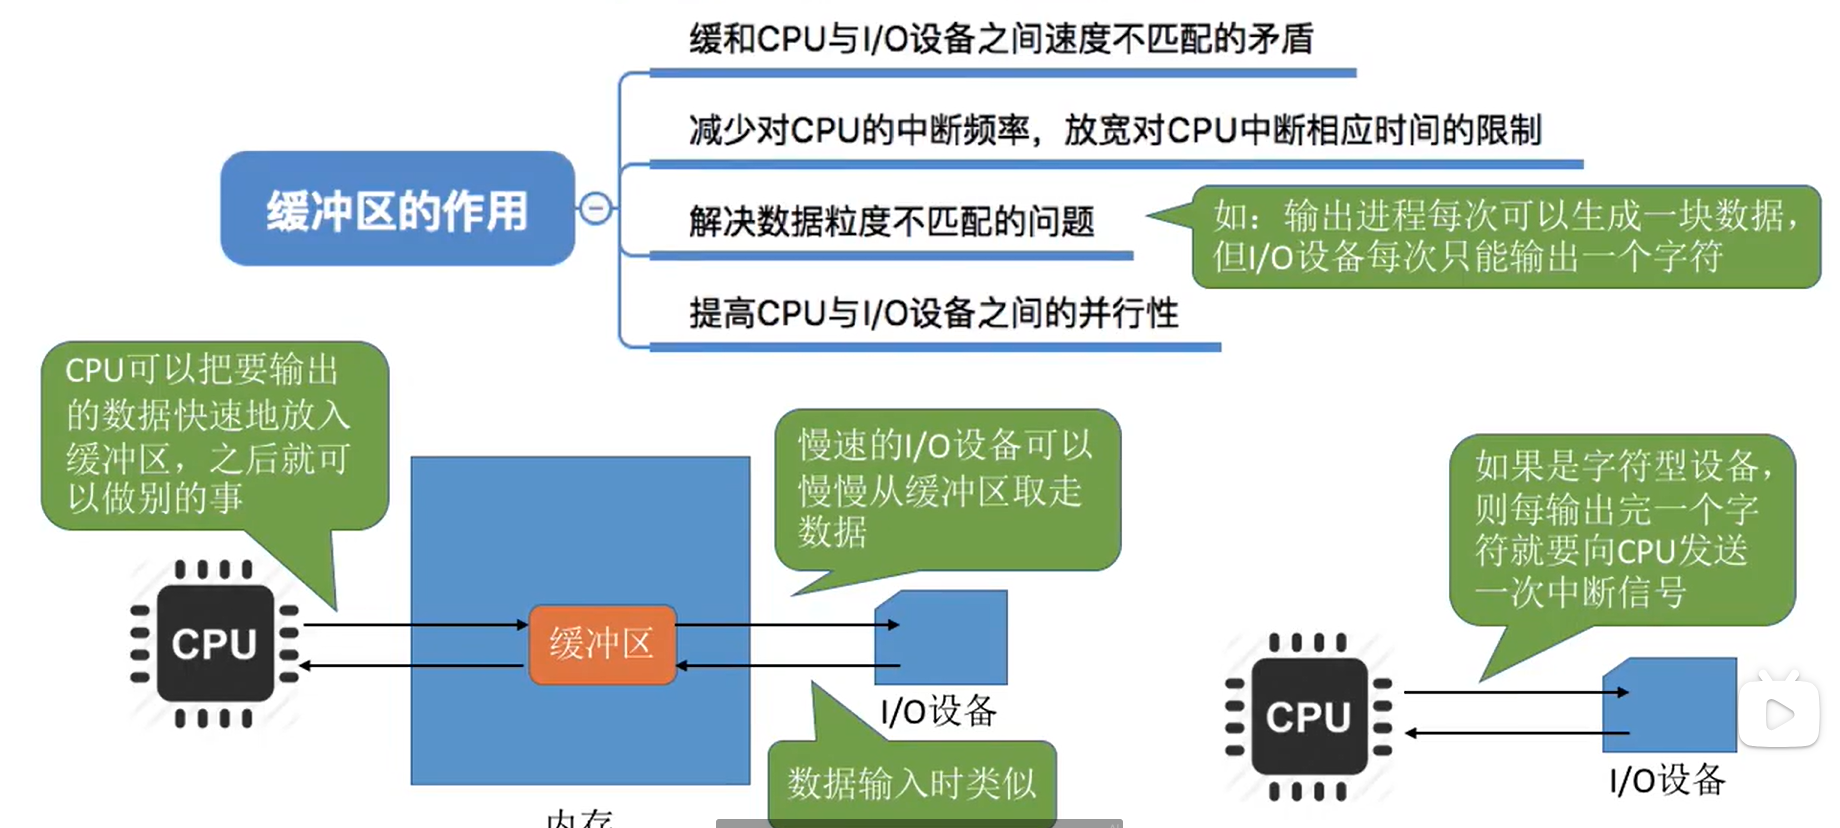 缓和CPU与I/O设备之间速度不匹配的矛盾
减少对CPU的中断频率，放宽对CPU中断相应时间的限制
缓冲区的作用
解决数据粒度不匹配的问题
如：输出进程每次可以生成一块数据，
但I/O设备每次只能输出一个字符
提高CPU与I/O设备之间的并行性
CPU可以把要输出
的数据快速地放入
缓冲区，之后就可
以做别的事
慢速的I/O设备可以
慢慢从缓冲区取走
数据
如果是字符型设备，
则每输出完一个字
符就要向CPU发送
一次中断信号
CPU
缓冲区
I/O设备
数据输入时类似
内存
CPU
I/O设备